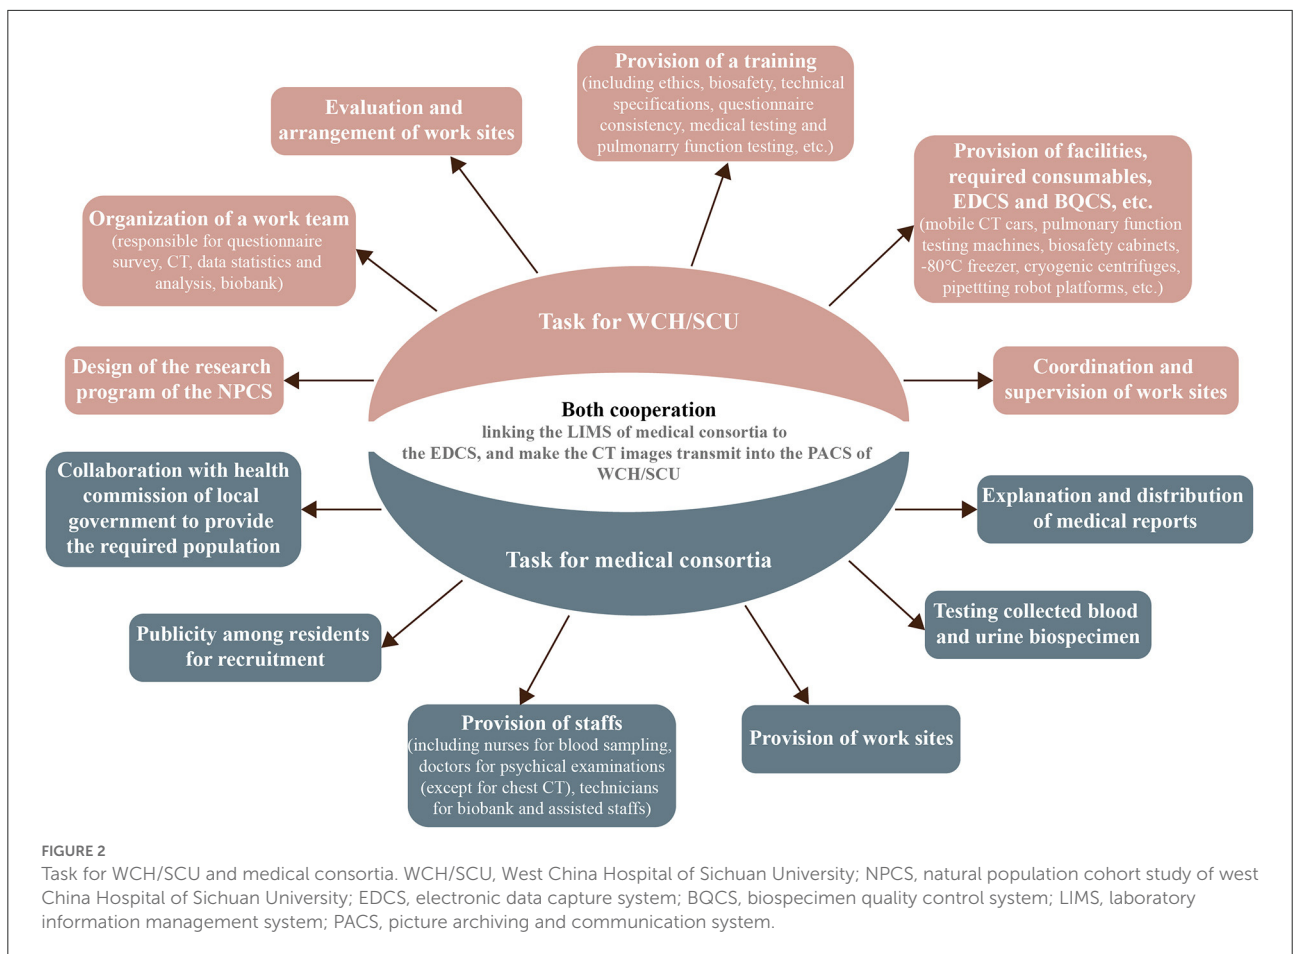 Provision of a training
(including ethics, biosafety, technical
specifications, questionnaire
consistency, medical testing and
pulmonarry function testing, etc.)
Evaluation and
arrangement of work sites
Provision of facilities,
required consumables,
EDCS and BQCS, etc.
(mobile CT cars, pulmonary function
testing machines, biosafety cabinets,
-80°C freezer, cryogenic centrifuges,
pipettting robot platforms, etc.)
Organization of a work team
(responsible for questionnaire
survey, CT, data statistics and
analysis, biobank)
Task for WCH/SCU
Design of the research
program of the NPCS
Coordination and
supervision of work sites
Both cooperation
linking the LIMS of medical consortia to
the EDCS, and make the CT images transmit into the PACS of
WCH/SCU
Collaboration with health
commission of local
government to provide
the required population
Explanation and distribution
of medical reports
Task for medical consortia
Testing collected blood
and urine biospecimen
Publicity among residents
for recruitment
Provision of staffs
(including nurses for blood sampling,
doctors for psychical examinations
(except for chest CT), technicians
for biobank and assisted staffs)
Provision of work sites
FIGURE 2
Task for WCH/SCU and medical consortia. WCH/SCU, West China Hospital of Sichuan University; NPCS, natural population cohort study of west
China Hospital of Sichuan University; EDCS, electronic data capture system; BQCS, biospecimen quality control system; LIMS, laboratory
information management system; PACS, picture archiving and communication system.